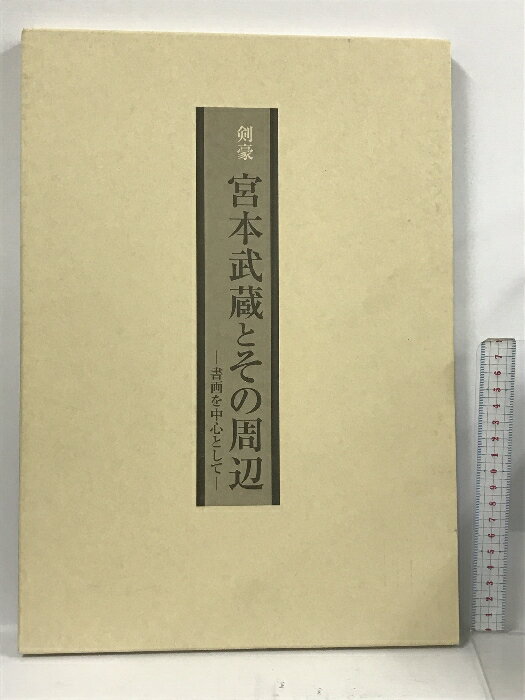 剣豪 宮本武蔵とその周辺
―書画を中心として―